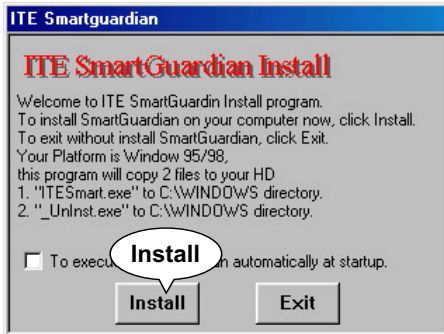 ITE Smartguardian
ITE SmartGuardian Install
Welcome to ITE SmartGuardin Install program.
To install SmartGuardian on your computer now, click Install.
To exit without install SmartGuardian, click Exit.
Your Platform is Window 95/98,
this program will copy 2 files to your HD
1. "ITESmart.exe" to C:\WINDOWS directory.
2. "_UnInst.exe" to C:\WINDOWS directory.
Install
To automatically at startup.
Install Exit